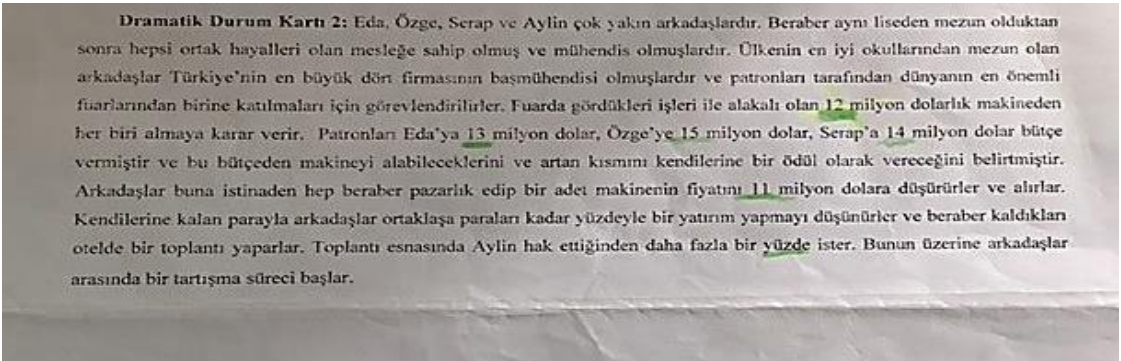 Dramatik Durum Kartı 2: Eda, Özge, Serap ve Aylin çok yakın arkadaşlardır. Beraber aynı liseden mezun olduktan
sonra hepsi ortak hayalleri olan mesleğe sahip olmuş ve mühendis olmuşlardır. Ülkenin en iyi okullarından mezun olan
arkadaşlar Türkiye'nin en büyük dört firmasının başmühendisi olmuşlardır ve patronları tarafından dünyanın en önemli
fuarlarından birine katılmaları için görevlendirilirler. Fuarda gördükleri işleri ile alakalı olan 12 milyon dolarlık makineden
her biri almaya karar verir. Patronları Eda'ya 13 milyon dolar, Özge'ye 15 milyon dolar, Serap'a 14 milyon dolar bütçe
vermiştir ve bu bütçeden makineyi alabileceklerini ve artan kısmını kendilerine bir ödül olarak vereceğini belirtmiştir.
Arkadaşlar buna istinaden hep beraber pazarlık edip bir adet makinenin fiyatını 11 milyon dolara düşürürler ve alırlar.
Kendilerine kalan parayla arkadaşlar ortaklaşa paraları kadar yüzdeyle bir yatırım yapmayı düşünürler ve beraber kaldıkları
otelde bir toplantı yaparlar. Toplantı esnasında Aylin hak ettiğinden daha fazla bir yüzde ister. Bunun üzerine arkadaşlar
arasında bir tartışma süreci başlar.